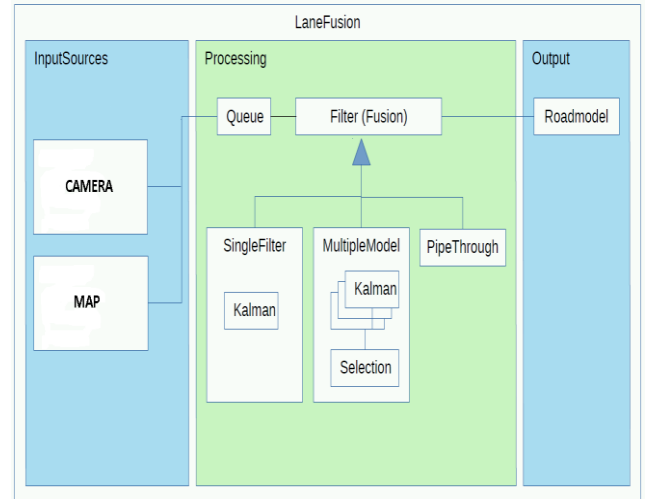 LaneFusion
InputSources
Processing
Output
Queue
Filter (Fusion)
Roadmodel
CAMERA
MAP
SingleFilter
MultipleModel
PipeThrough
Kalman
Kalman
Selection